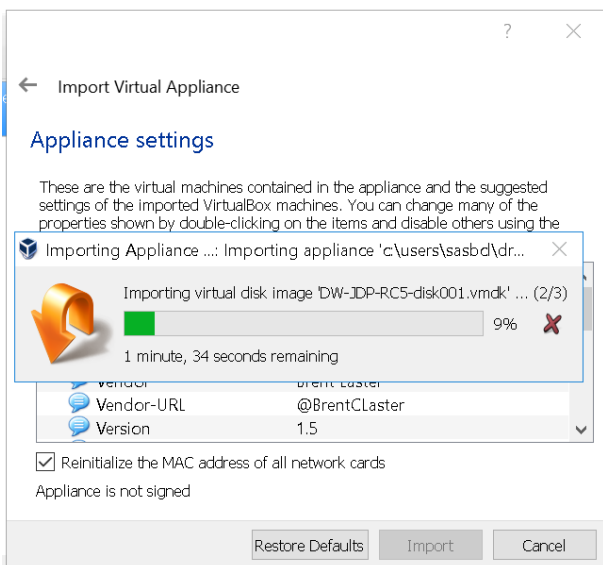 ?
Import Virtual Appliance
Appliance settings
These are the virtual machines contained in the appliance and the suggested
settings of the imported VirtualBox machines. You can change many of the
properties shown by double-clicking on the items and disable others using the
Importing Appliance ...: Importing appliance 'c:\users\sasbcl\dr...
Importing virtual disk image 'DW-JDP-RC5-disk001.vmdk' ... (2/3)
9%
1 minute, 34 seconds remaining
Vendor Brent Laster
Vendor-URL @BrentCLaster
Version 1.5
Reinitialize the MAC address of all network cards
Appliance is not signed
Restore Defaults Import Cancel